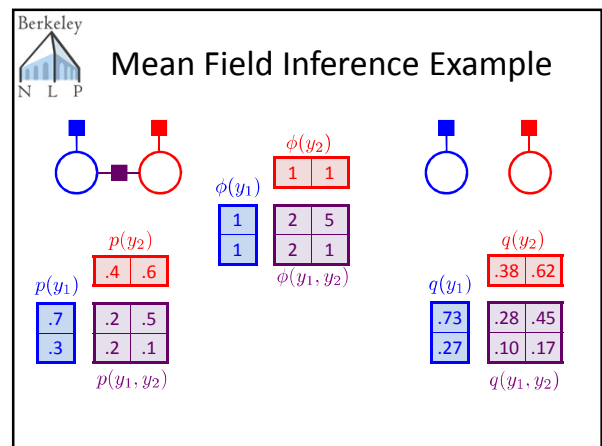 Berkeley
N L P
Mean Field Inference Example
ϕ(y₂)
1 1
ϕ(y₁)
1
1
2 5
2 1
ϕ(y₁, y₂)
p(y₂)
.4 .6
p(y₁)
.7
.3
.2 .5
.2 .1
p(y₁, y₂)
q(y₂)
.38 .62
q(y₁)
.73
.27
.28 .45
.10 .17
q(y₁, y₂)